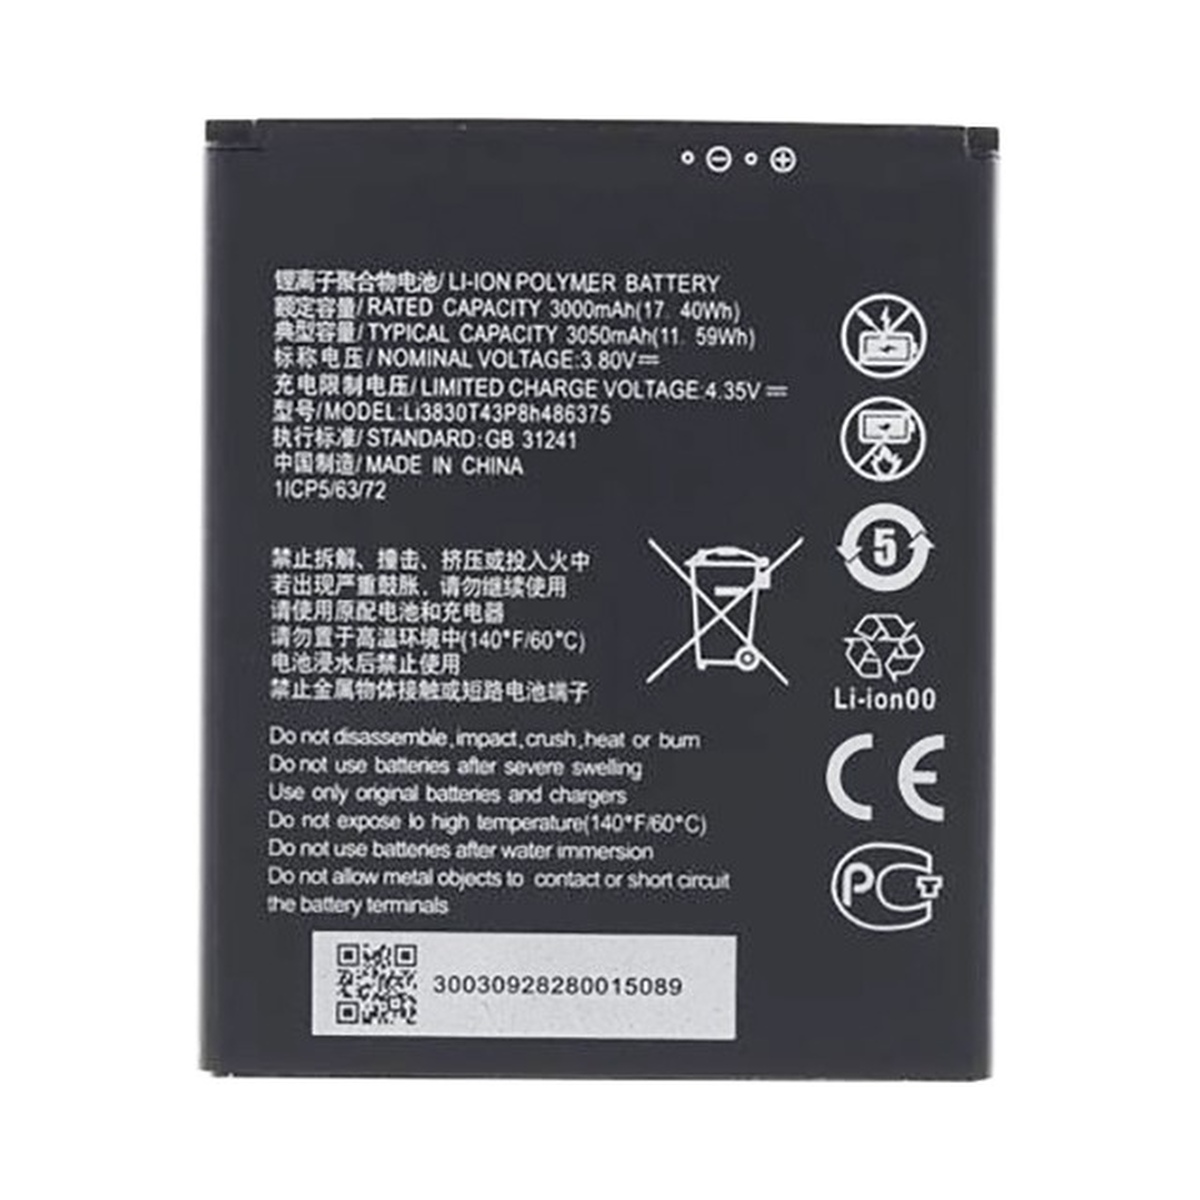 锂离子聚合物电池/LI-ION POLYMER BATTERY
额定容量/RATED CAPACITY 3000mAh(17. 40Wh)
典型容量/TYPICAL CAPACITY 3050mAh(11. 59Wh)
标称电压/NOMINAL VOLTAGE:3.80V⎓
充电限制电压/LIMITED CHARGE VOLTAGE:4.35V⎓
型号/MODEL:Li3830T43P8h486375
执行标准/STANDARD:GB 31241
中国制造/MADE IN CHINA
1ICP5/63/72
禁止拆解、撞击、挤压或投入火中
若出现严重鼓胀、请勿继续使用
请使用原配电池和充电器
请勿置于高温环境中(140°F/60°C)
电池浸水后禁止使用
禁止金属物体接触或短路电池端子
Do not disassemble,impact,crush,heat or burn
Do not use batteries after severe swelling
Use only original batteries and chargers
Do not expose to high temperature(140°F/60°C)
Do not use batteries after water immersion
Do not allow metal objects to contact or short circuit
the battery terminals
30030928280015089
5
Li-ion00
CE
PCT